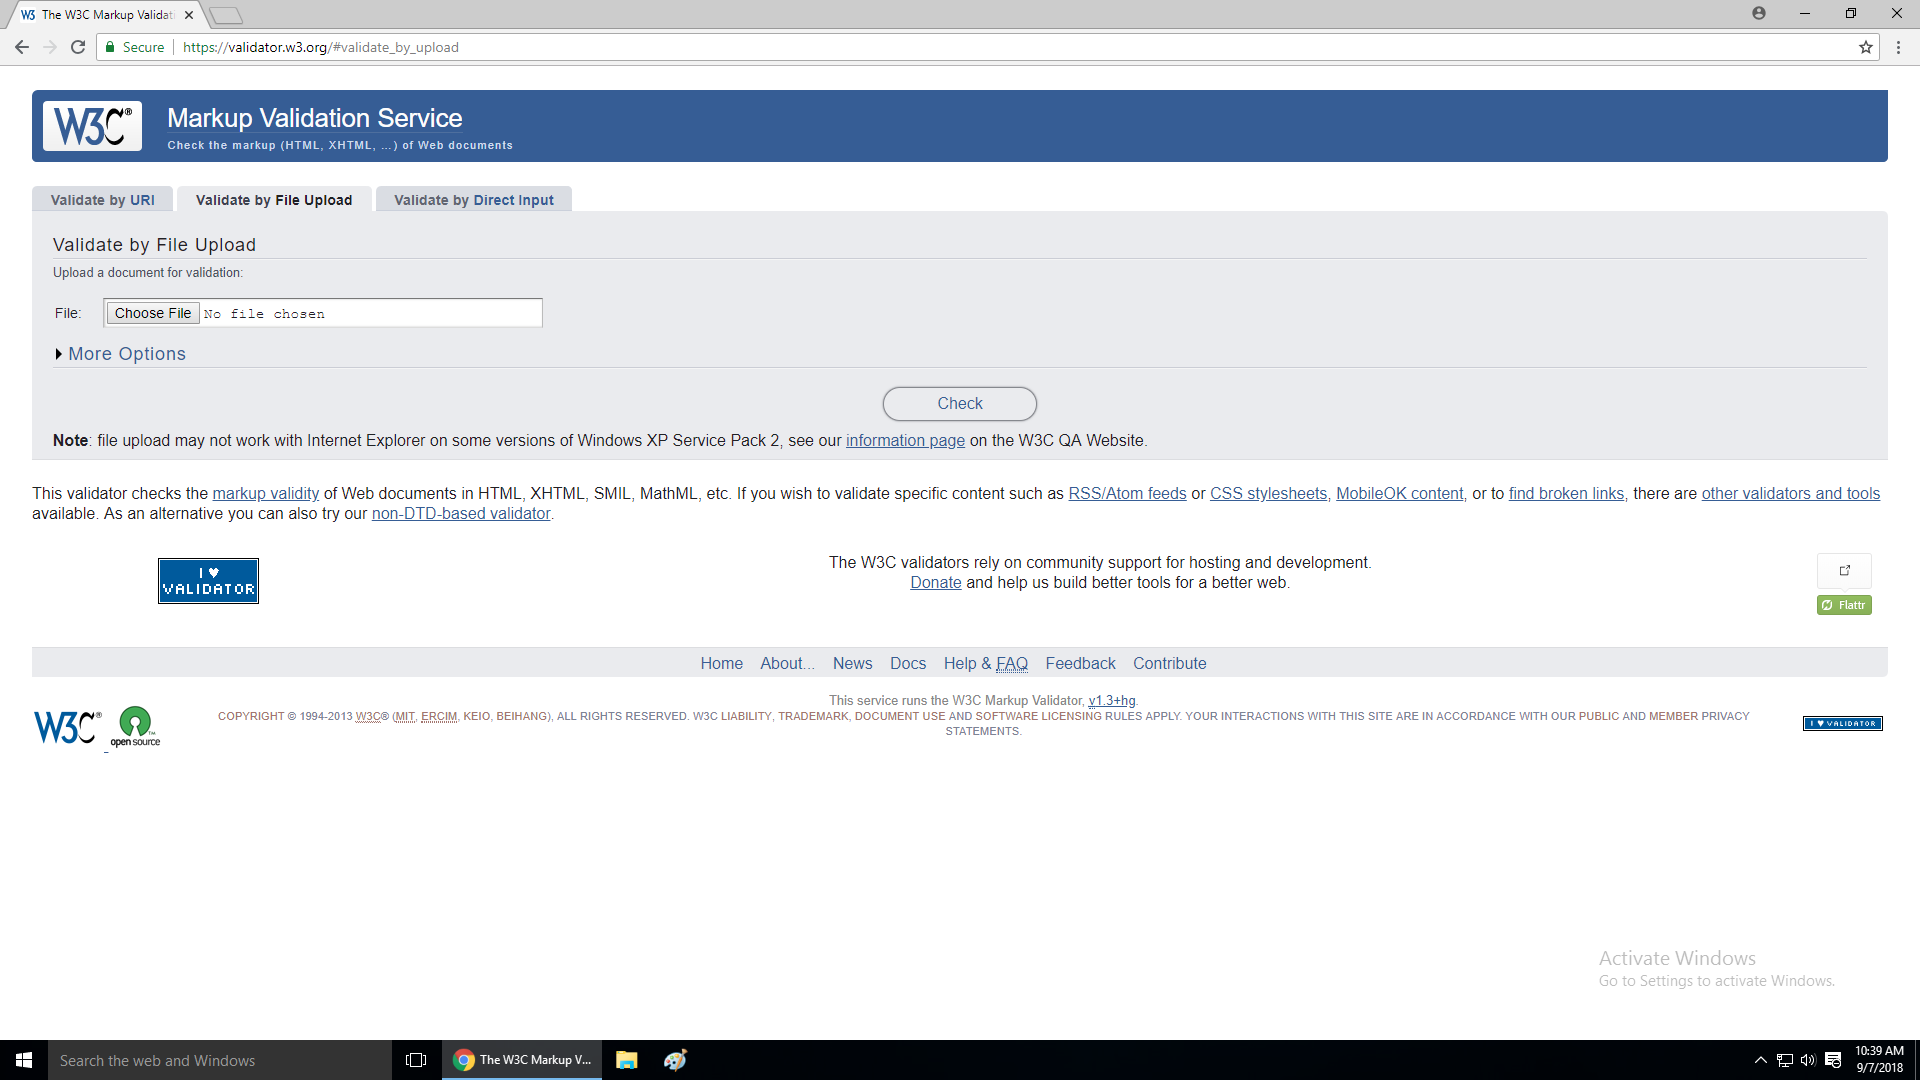 W3 The W3C Markup Validat
Secure https://validator.w3.org/#validate_by_upload
W3C® Markup Validation Service
Check the markup (HTML, XHTML, …) of Web documents
Validate by URI Validate by File Upload Validate by Direct Input
Validate by File Upload
Upload a document for validation:
File: Choose File No file chosen
More Options
Check
Note: file upload may not work with Internet Explorer on some versions of Windows XP Service Pack 2, see our information page on the W3C QA Website.
This validator checks the markup validity of Web documents in HTML, XHTML, SMIL, MathML, etc. If you wish to validate specific content such as RSS/Atom feeds or CSS stylesheets, MobileOK content, or to find broken links, there are other validators and tools
available. As an alternative you can also try our non-DTD-based validator.
I ♥
VALIDATOR
The W3C validators rely on community support for hosting and development.
Donate and help us build better tools for a better web.
Flattr
Home About... News Docs Help & FAQ Feedback Contribute
This service runs the W3C Markup Validator, v1.3+hg.
W3C® open source TM
COPYRIGHT © 1994-2013 W3C® (MIT, ERCIM, KEIO, BEIHANG), ALL RIGHTS RESERVED. W3C LIABILITY, TRADEMARK, DOCUMENT USE AND SOFTWARE LICENSING RULES APPLY. YOUR INTERACTIONS WITH THIS SITE ARE IN ACCORDANCE WITH OUR PUBLIC AND MEMBER PRIVACY
STATEMENTS.
I ♥ VALIDATOR
Activate Windows
Go to Settings to activate Windows.
Search the web and Windows
The W3C Markup V...
10:39 AM
9/7/2018